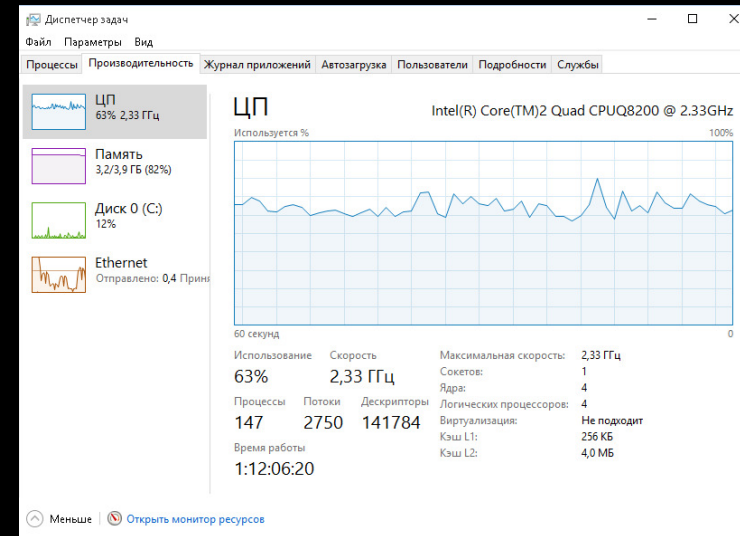 Диспетчер задач
Файл Параметры Вид
Процессы Производительность Журнал приложений Автозагрузка Пользователи Подробности Службы
ЦП
63% 2,33 ГГц
Память
3,2/3,9 ГБ (82%)
Диск 0 (C:)
12%
Ethernet
Отправлено: 0,4 Приня
ЦП Intel(R) Core(TM)2 Quad CPUQ8200 @ 2.33GHz
Используется % 100%
60 секунд 0
Использование Скорость
63% 2,33 ГГц
Процессы Потоки Дескрипторы
147 2750 141784
Время работы
1:12:06:20
Максимальная скорость: 2,33 ГГц
Сокетов: 1
Ядра: 4
Логических процессоров: 4
Виртуализация: Не подходит
Кэш L1: 256 КБ
Кэш L2: 4,0 МБ
Меньше Открыть монитор ресурсов